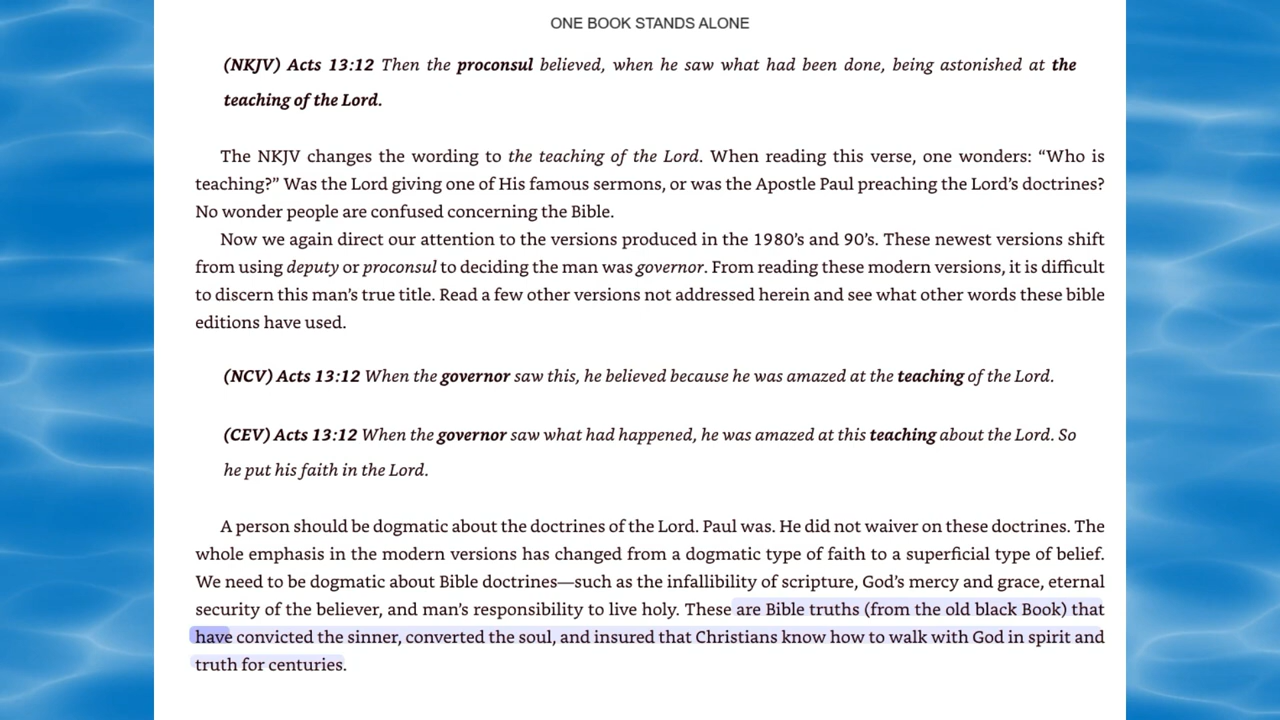 ONE BOOK STANDS ALONE
(NKJV) Acts 13:12 Then the proconsul believed, when he saw what had been done, being astonished at the
teaching of the Lord.
The NKJV changes the wording to the teaching of the Lord. When reading this verse, one wonders: “Who is
teaching?” Was the Lord giving one of His famous sermons, or was the Apostle Paul preaching the Lord’s doctrines?
No wonder people are confused concerning the Bible.
Now we again direct our attention to the versions produced in the 1980’s and 90’s. These newest versions shift
from using deputy or proconsul to deciding the man was governor. From reading these modern versions, it is difficult
to discern this man’s true title. Read a few other versions not addressed herein and see what other words these bible
editions have used.
(NCV) Acts 13:12 When the governor saw this, he believed because he was amazed at the teaching of the Lord.
(CEV) Acts 13:12 When the governor saw what had happened, he was amazed at this teaching about the Lord. So
he put his faith in the Lord.
A person should be dogmatic about the doctrines of the Lord. Paul was. He did not waiver on these doctrines. The
whole emphasis in the modern versions has changed from a dogmatic type of faith to a superficial type of belief.
We need to be dogmatic about Bible doctrines—such as the infallibility of scripture, God’s mercy and grace, eternal
security of the believer, and man’s responsibility to live holy. These are Bible truths (from the old black Book) that
have convicted the sinner, converted the soul, and insured that Christians know how to walk with God in spirit and
truth for centuries.